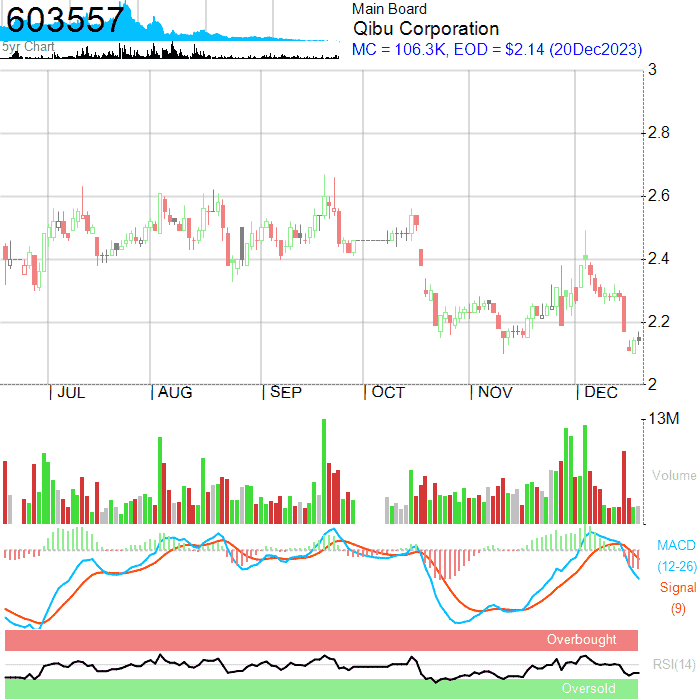 603557
5yr Chart
Main Board
Qibu Corporation
MC = 106.3K, EOD = $2.14 (20Dec2023)
3
2.8
2.6
2.4
2.2
2
JUL AUG SEP OCT NOV DEC
13M
Volume
MACD
(12-26)
Signal
(9)
Overbought
RSI(14)
Oversold